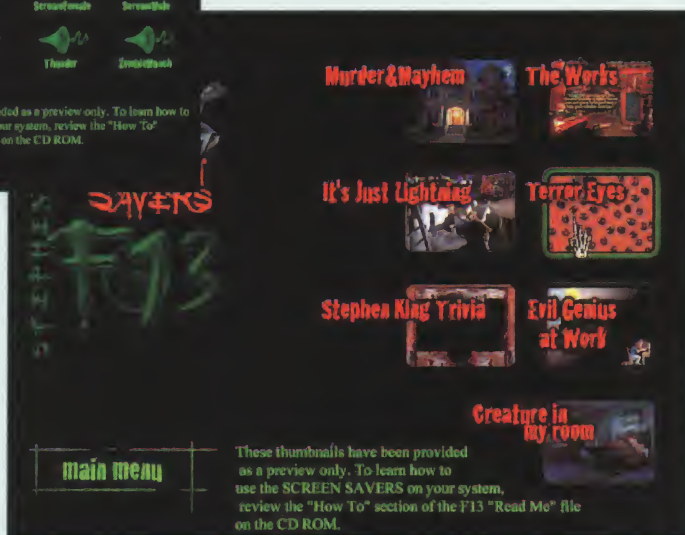 ScreamFemale ScreamMale
Thunder ZombieMunch
ded as a preview only. To learn how to
ur system, review the "How To"
on the CD ROM.
SAVERS
STEPHE
F13
Murder&Mayhem
The Works
It's Just Lightning
Terror Eyes
Stephen King Trivia
Evil Genius
at Work
Creature in
my room
main menu
These thumbnails have been provided
as a preview only. To learn how to
use the SCREEN SAVERS on your system,
review the "How To" section of the F13 "Read Me" file
on the CD ROM.